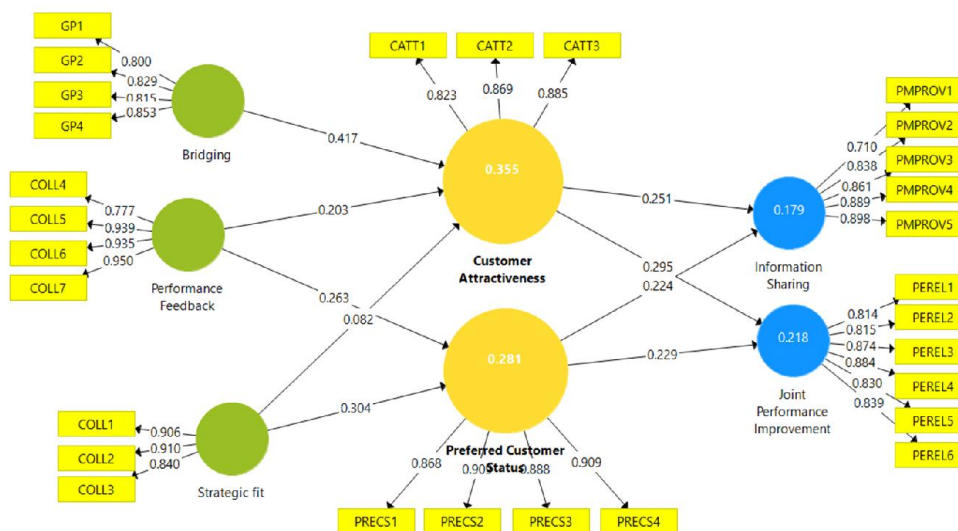 GP1
GP2
GP3
GP4
0.800
0.829
0.815
0.853
Bridging
COLL4
COLL5
COLL6
COLL7
0.777
0.939
0.935
0.950
Performance
Feedback
COLL1
COLL2
COLL3
0.906
0.910
0.840
Strategic fit
0.417
0.203
0.263
0.082
0.304
CATT1
CATT2
CATT3
0.823
0.869
0.885
0.355
Customer
Attractiveness
0.281
Preferred Customer
Status
0.868
0.888
0.909
PRECS1
PRECS2
PRECS3
PRECS4
0.251
0.295
0.224
0.229
0.179
Information
Sharing
0.218
Joint
Performance
Improvement
0.710
0.838
0.861
0.889
0.898
PMPROV1
PMPROV2
PMPROV3
PMPROV4
PMPROV5
0.814
0.815
0.874
0.884
0.830
0.839
PEREL1
PEREL2
PEREL3
PEREL4
PEREL5
PEREL6